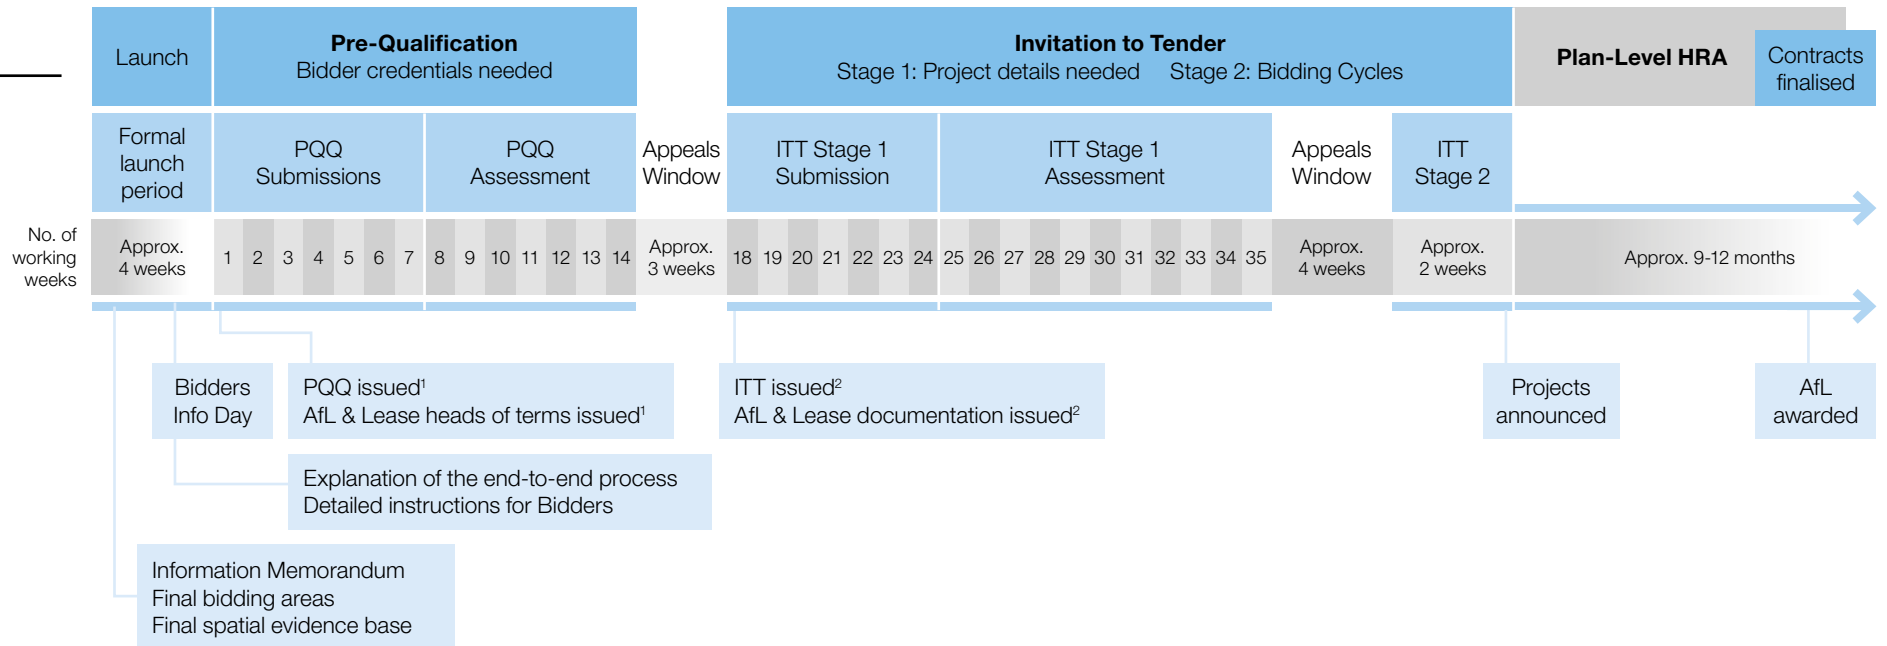 Launch
Pre-Qualification
Bidder credentials needed
Invitation to Tender
Stage 1: Project details needed Stage 2: Bidding Cycles
Plan-Level HRA
Contracts
finalised
Formal
launch
period
PQQ
Submissions
PQQ
Assessment
Appeals
Window
ITT Stage 1
Submission
ITT Stage 1
Assessment
Appeals
Window
ITT
Stage 2
No. of
working
weeks
Approx.
4 weeks
1 2 3 4 5 6 7 8 9 10 11 12 13 14
Approx.
3 weeks
18 19 20 21 22 23 24 25 26 27 28 29 30 31 32 33 34 35
Approx.
4 weeks
Approx.
2 weeks
Approx. 9-12 months
Bidders
Info Day
PQQ issued¹
AfL & Lease heads of terms issued¹
ITT issued²
AfL & Lease documentation issued²
Projects
announced
AfL
awarded
Explanation of the end-to-end process
Detailed instructions for Bidders
Information Memorandum
Final bidding areas
Final spatial evidence base